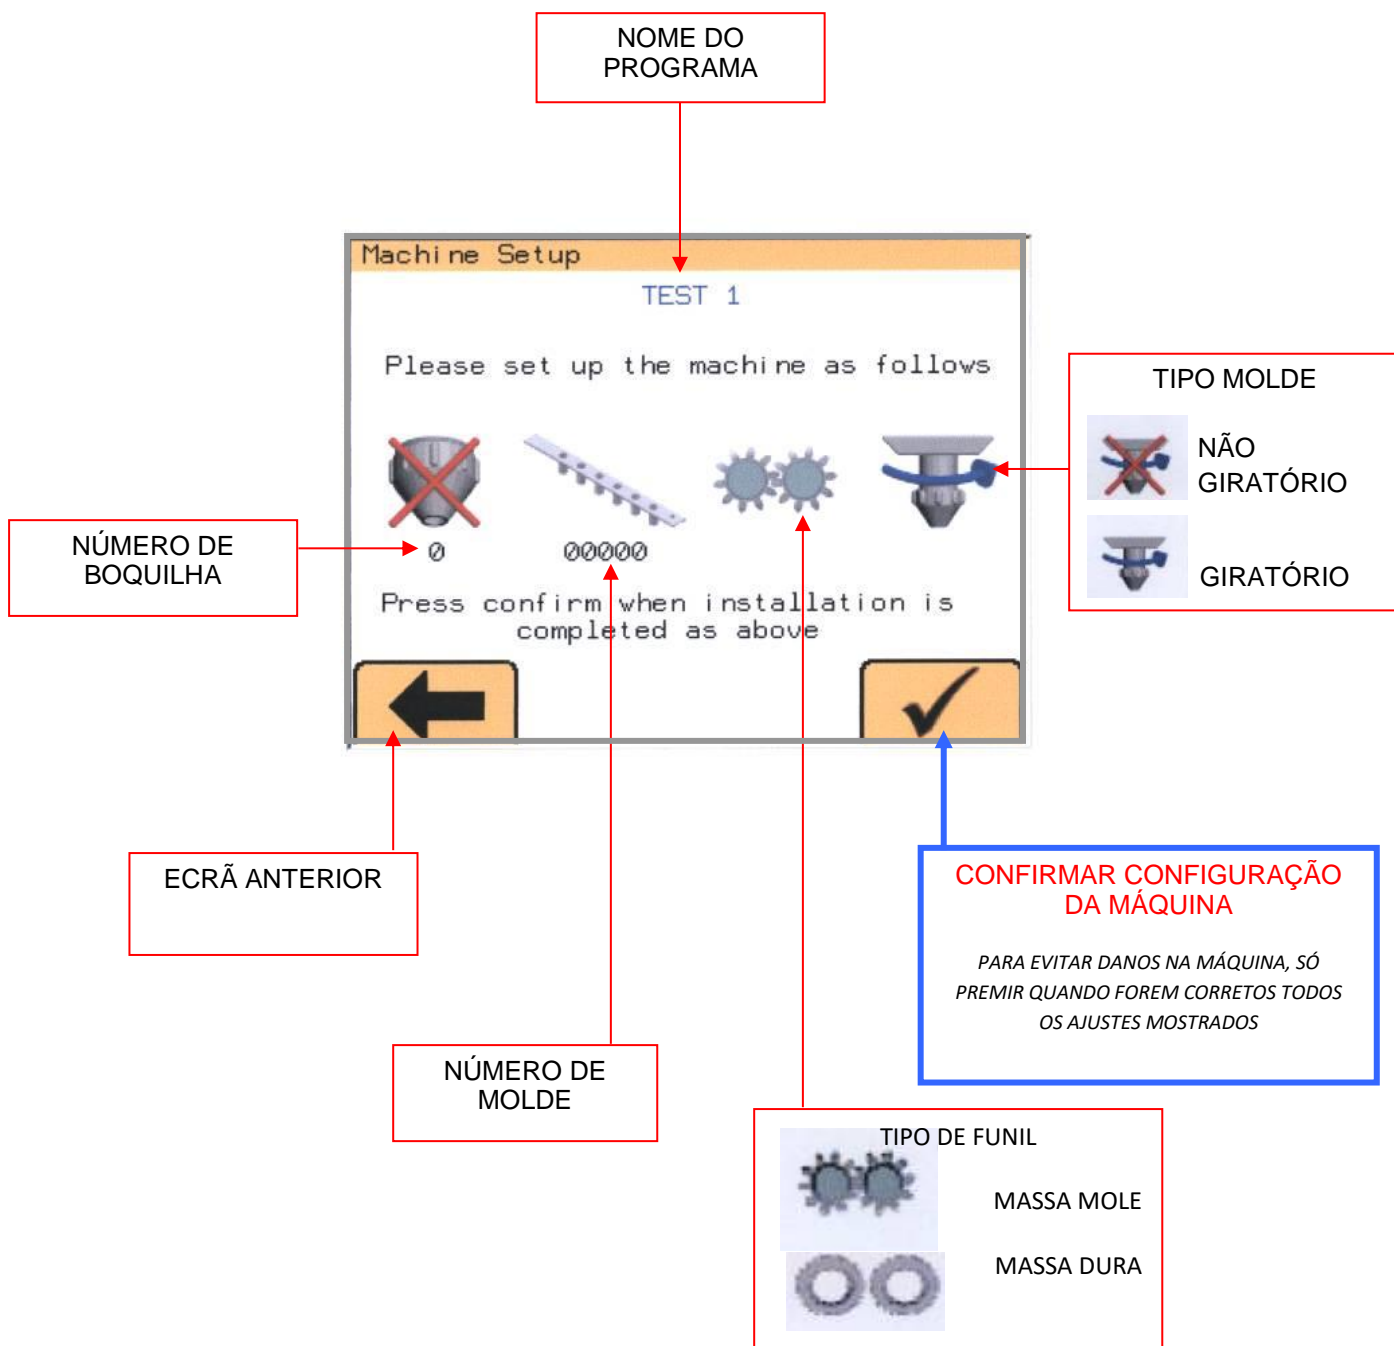 NOME DO
PROGRAMA
Machine Setup
TEST 1
Please set up the machine as follows
TIPO MOLDE
NÃO
GIRATÓRIO
GIRATÓRIO
NÚMERO DE
BOQUILHA
0
00000
Press confirm when installation is
completed as above
ECRÃ ANTERIOR
CONFIRMAR CONFIGURAÇÃO
DA MÁQUINA
PARA EVITAR DANOS NA MÁQUINA, SÓ
PREMIR QUANDO FOREM CORRETOS TODOS
OS AJUSTES MOSTRADOS
NÚMERO DE
MOLDE
TIPO DE FUNIL
MASSA MOLE
MASSA DURA